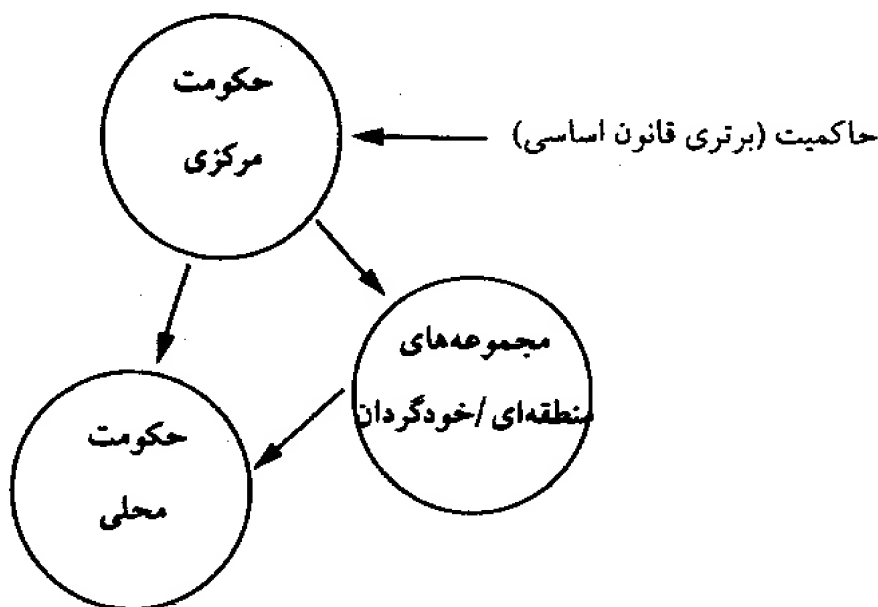 حکومت
مرکزی
حاکمیت (برتری قانون اساسی)
مجموعه‌های
منطقه‌ای/خودگردان
حکومت
محلی